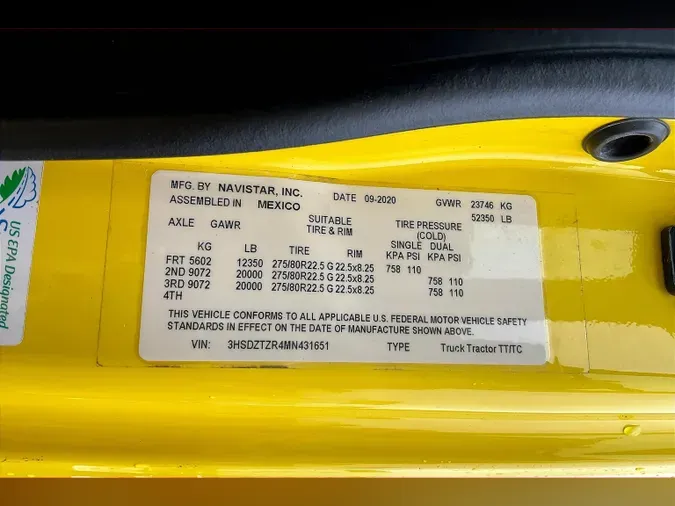 MFG. BY NAVISTAR, INC. DATE 09-2020 GVWR 23746 KG
ASSEMBLED IN MEXICO 52350 LB
AXLE GAWR SUITABLE TIRE & RIM TIRE PRESSURE (COLD)
SINGLE DUAL
KG LB TIRE RIM KPA PSI KPA PSI
FRT 5602 12350 275/80R22.5 G 22.5x8.25 758 110
2ND 9072 20000 275/80R22.5 G 22.5x8.25 758 110
3RD 9072 20000 275/80R22.5 G 22.5x8.25 758 110
4TH
THIS VEHICLE CONFORMS TO ALL APPLICABLE U.S. FEDERAL MOTOR VEHICLE SAFETY
STANDARDS IN EFFECT ON THE DATE OF MANUFACTURE SHOWN ABOVE.
VIN: 3HSDZTZR4MN431651 TYPE Truck Tractor TT/TC
US EPA Designated